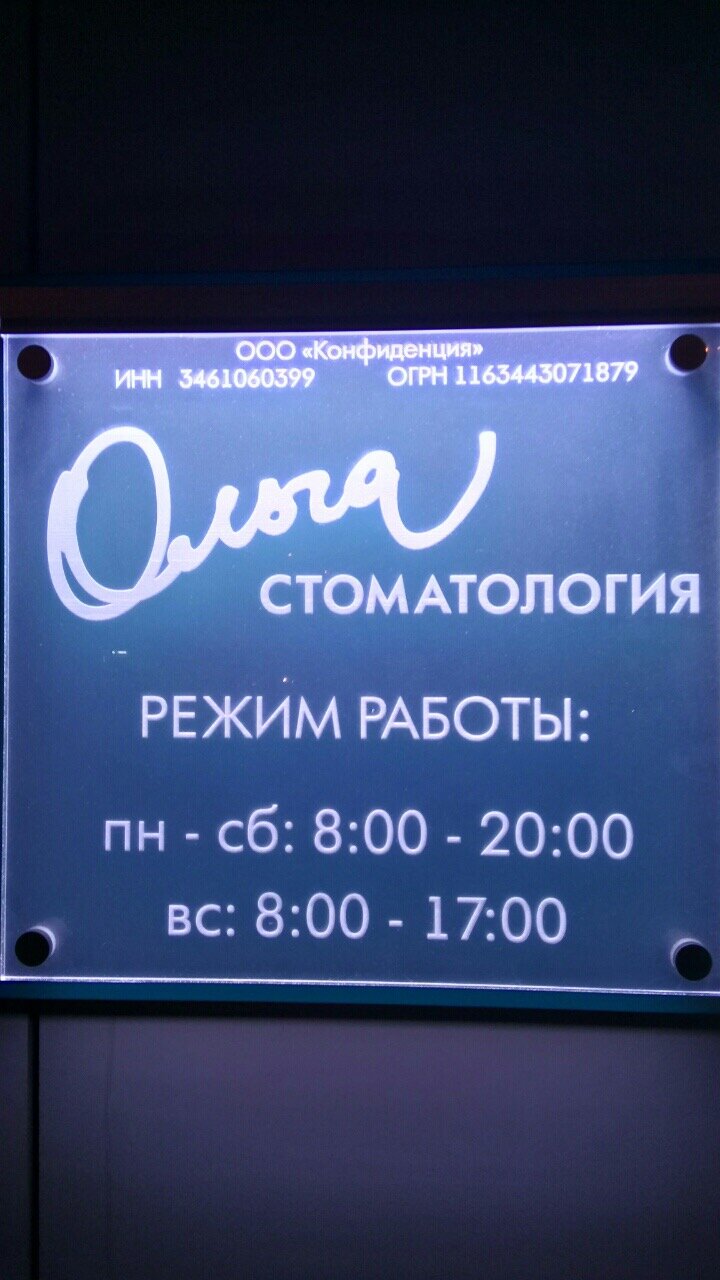 ООО «Конфиденция»
ИНН 3461060399 ОГРН 1163443071879
Ольга
СТОМАТОЛОГИЯ
РЕЖИМ РАБОТЫ:
пн - сб: 8:00 - 20:00
вс: 8:00 - 17:00